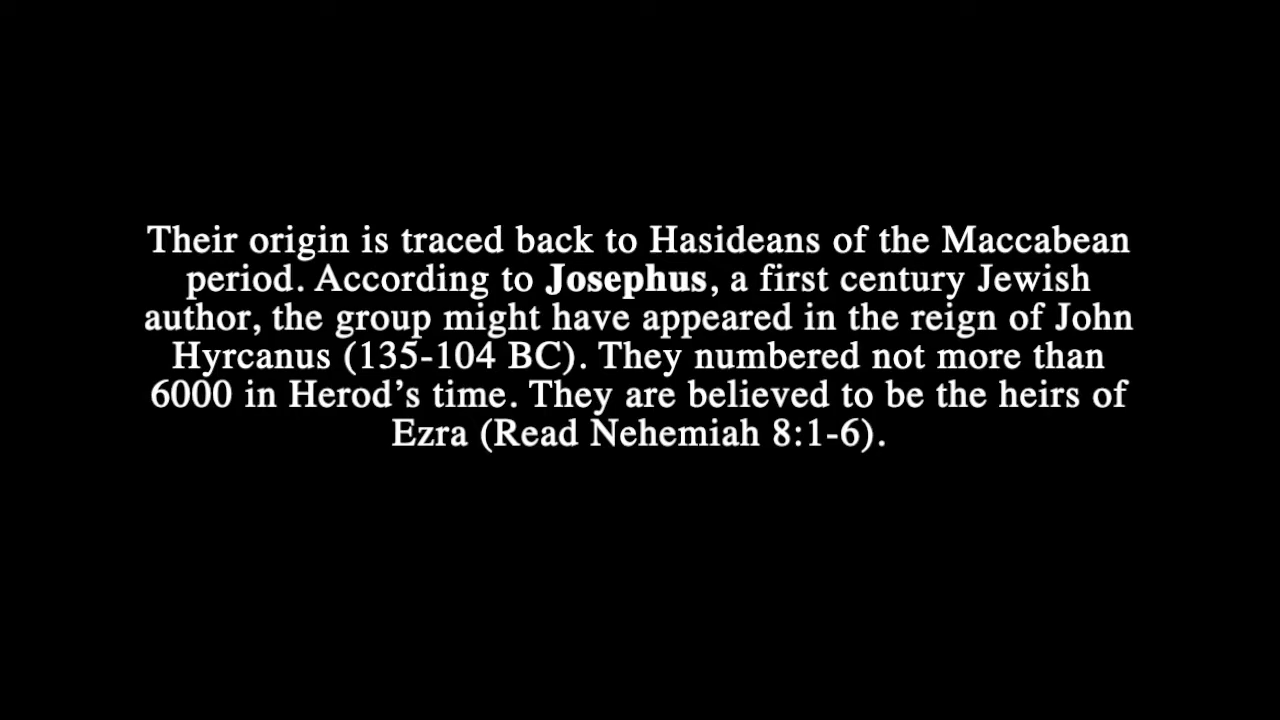 Their origin is traced back to Hasideans of the Maccabean
period. According to Josephus, a first century Jewish
author, the group might have appeared in the reign of John
Hyrcanus (135-104 BC). They numbered not more than
6000 in Herod’s time. They are believed to be the heirs of
Ezra (Read Nehemiah 8:1-6).